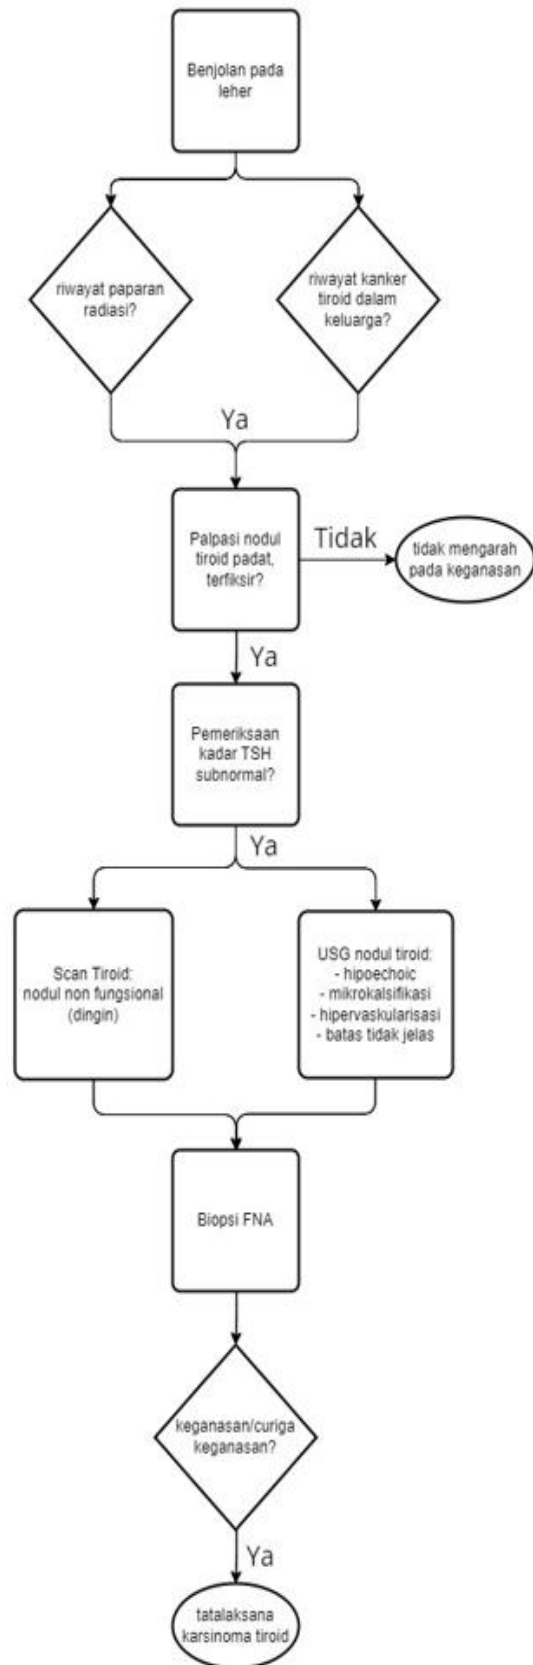 Benjolan pada
leher
riwayat paparan
radiasi?
riwayat kanker
tiroid dalam
keluarga?
Ya
Palpasi nodul
tiroid padat,
terfiksir?
Tidak
tidak mengarah
pada keganasan
Ya
Pemeriksaan
kadar TSH
subnormal?
Ya
Scan Tiroid:
nodul non fungsional
(dingin)
USG nodul tiroid:
- hipoechoic
- mikrokalsifikasi
- hipervaskularisasi
- batas tidak jelas
Biopsi FNA
keganasan/curiga
keganasan?
Ya
tatalaksana
karsinoma tiroid